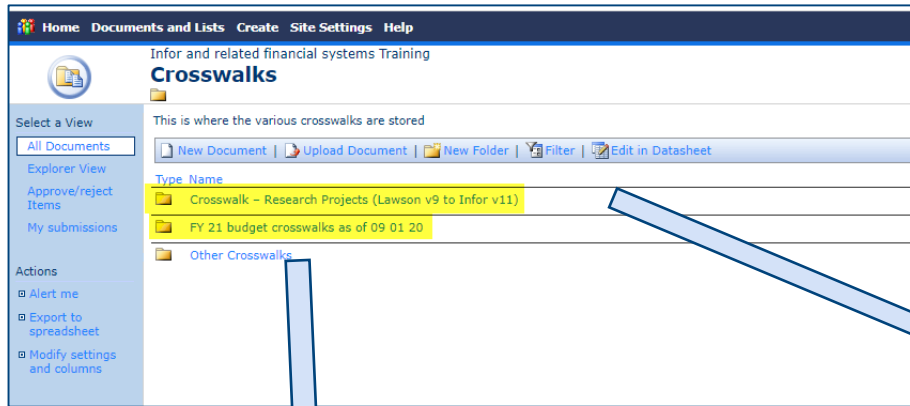 Home Documents and Lists Create Site Settings Help
Infor and related financial systems Training
Crosswalks
Select a View
All Documents
Explorer View
Approve/reject
Items
My submissions
Actions
Alert me
Export to
spreadsheet
Modify settings
and columns
This is where the various crosswalks are stored
New Document | Upload Document | New Folder | Filter | Edit in Datasheet
Type Name
Crosswalk – Research Projects (Lawson v9 to Infor v11)
FY 21 budget crosswalks as of 09 01 20
Other Crosswalks